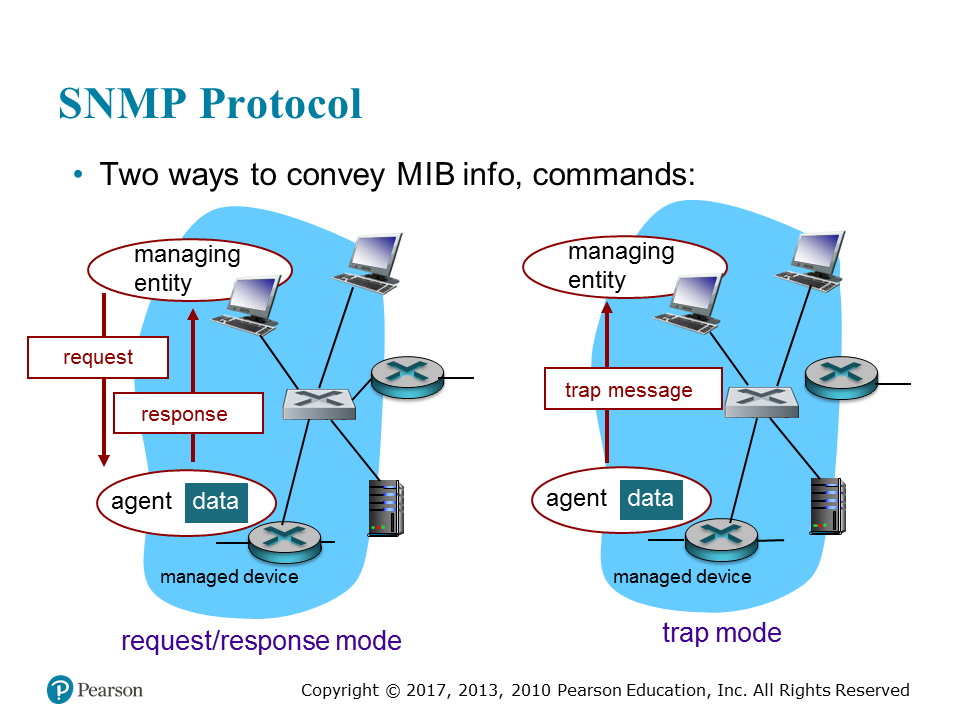 SNMP Protocol
• Two ways to convey MIB info, commands:
managing
entity
request
response
agent data
managed device
request/response mode
managing
entity
trap message
agent data
managed device
trap mode
Pearson
Copyright © 2017, 2013, 2010 Pearson Education, Inc. All Rights Reserved